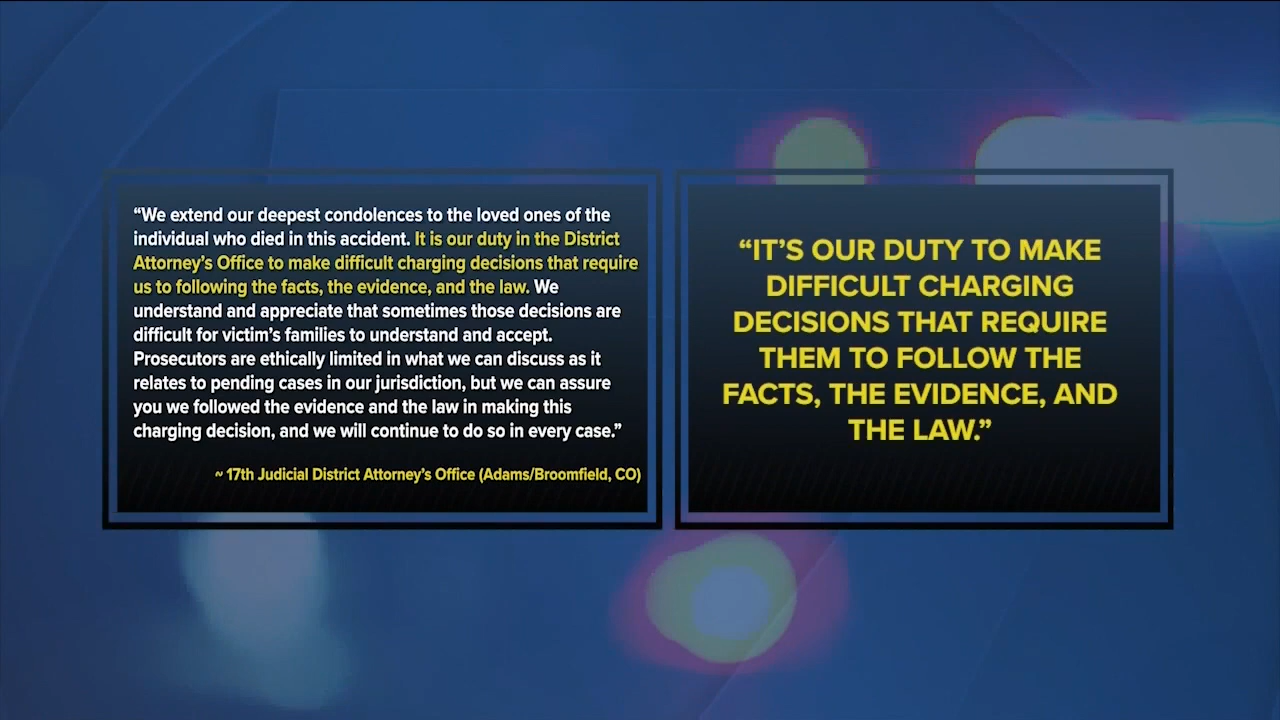 “We extend our deepest condolences to the loved ones of the
individual who died in this accident. It is our duty in the District
Attorney’s Office to make difficult charging decisions that require
us to following the facts, the evidence, and the law. We
understand and appreciate that sometimes those decisions are
difficult for victim’s families to understand and accept.
Prosecutors are ethically limited in what we can discuss as it
relates to pending cases in our jurisdiction, but we can assure
you we followed the evidence and the law in making this
charging decision, and we will continue to do so in every case.”
~ 17th Judicial District Attorney’s Office (Adams/Broomfield, CO)
“IT’S OUR DUTY TO MAKE
DIFFICULT CHARGING
DECISIONS THAT REQUIRE
THEM TO FOLLOW THE
FACTS, THE EVIDENCE, AND
THE LAW.”